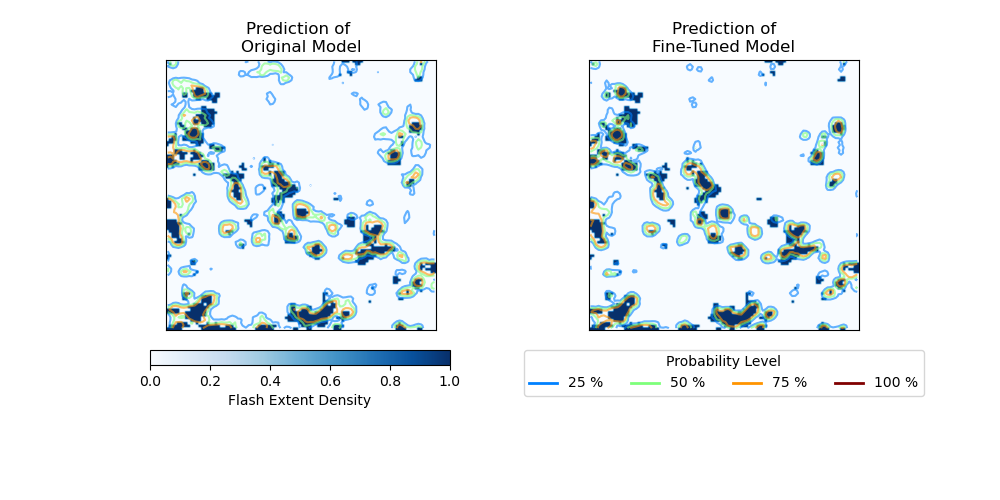 Prediction of
Original Model
Prediction of
Fine-Tuned Model
0.0 0.2 0.4 0.6 0.8 1.0
Flash Extent Density
Probability Level
25 % 50 % 75 % 100 %